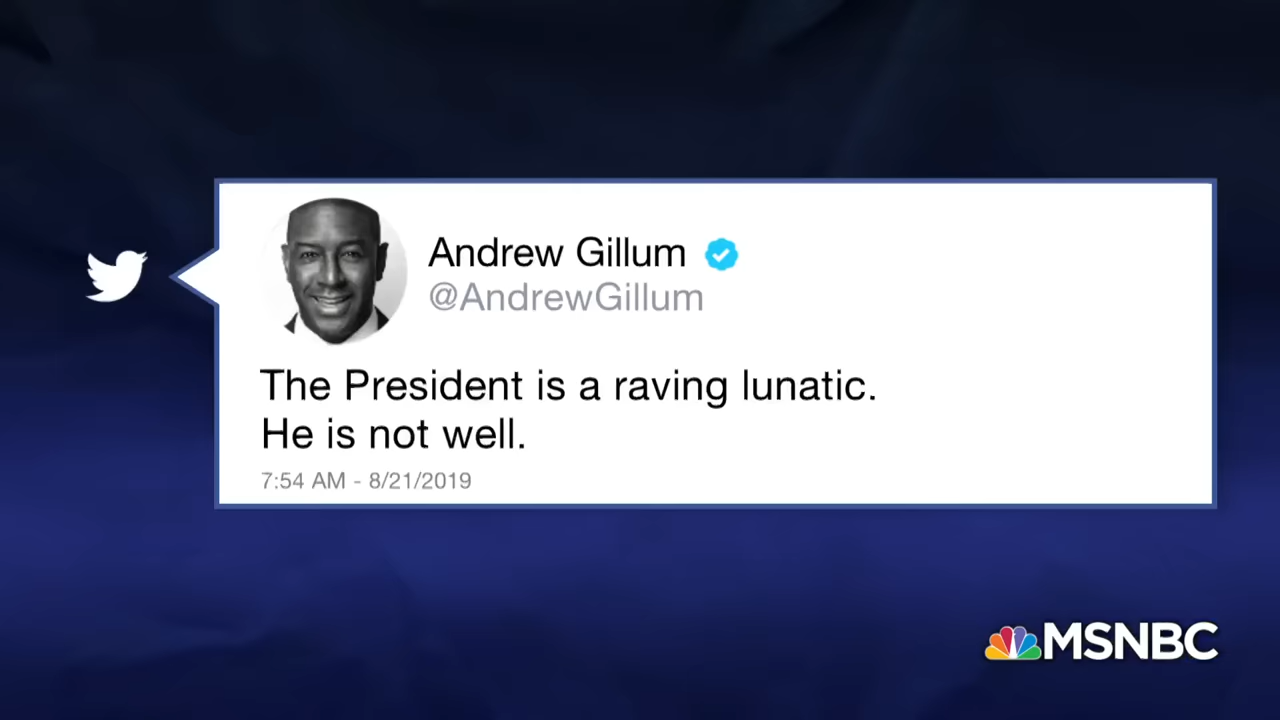 Andrew Gillum
@AndrewGillum
The President is a raving lunatic.
He is not well.
7:54 AM - 8/21/2019
MSNBC